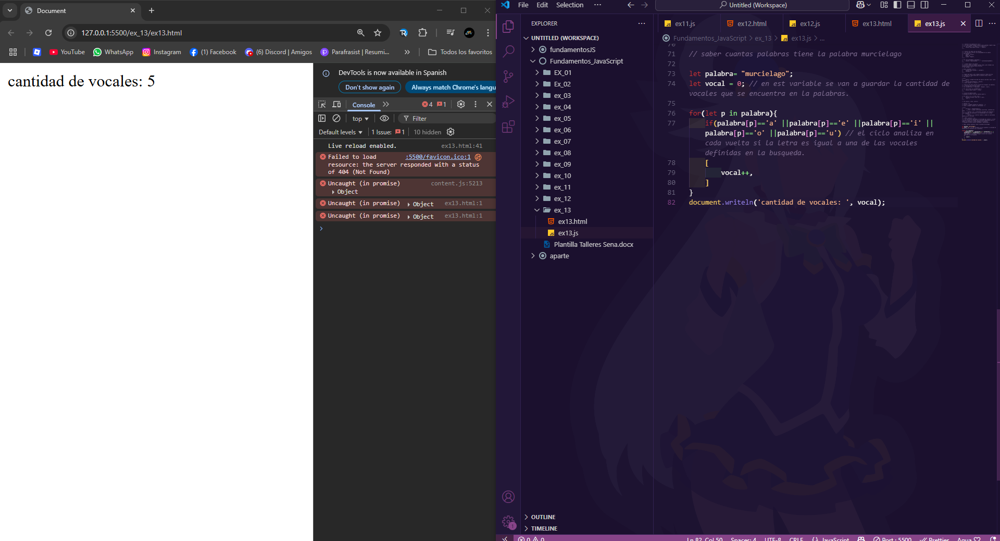 Document
127.0.0.1:5500/ex_13/ex13.html
YouTube WhatsApp Instagram (1) Facebook (6) Discord | Amigos Parafrasist | Resumi... » Todos los favoritos
cantidad de vocales: 5
DevTools is now available in Spanish
Don't show again Always match Chrome's langu
Console 4 1
top Filter
Default levels 1 Issue: 1 10 hidden
Live reload enabled. ex13.html:41
Failed to load :5500/favicon.ico:1
resource: the server responded with a status
of 404 (Not Found)
Uncaught (in promise) content.js:5213
Object
Uncaught (in promise) Object ex13.html:1
Uncaught (in promise) Object ex13.html:1
File Edit Selection ··· Untitled (Workspace)
EXPLORER
UNTITLED (WORKSPACE)
fundamentosJS
Fundamentos_JavaScript
EX_01
Ex_02
ex_03
ex_04
ex_05
ex_06
ex_07
ex_08
ex_09
ex_10
ex_11
ex_12
ex_13
ex13.html
ex13.js
Plantilla Talleres Sena.docx
aparte
OUTLINE
TIMELINE
ex11.js ex12.html ex12.js ex13.html ex13.js
Fundamentos_JavaScript > ex_13 > ex13.js > ...
70
71 // saber cuantas palabras tiene la palabra murcielago
72
73 let palabra= "murcielago";
74 let vocal = 0; // en est variable se van a guardar la cantidad de
vocales que se encuentra en la palabras.
75
76 for(let p in palabra){
77 if(palabra[p]=='a' ||palabra[p]=='e' ||palabra[p]=='i' ||
palabra[p]=='o' ||palabra[p]=='u') // el ciclo analiza en
cada vuelta si la letra es igual a una de las vocales
definidas en la busqueda.
78 [
79 vocal++,
80 ]
81 }
82 document.writeln('cantidad de vocales: ', vocal);
1
0 0 Ln 82, Col 50 Spaces: 4 UTF-8 CRLF {} JavaScript Port : 5500 Prettier Aqua